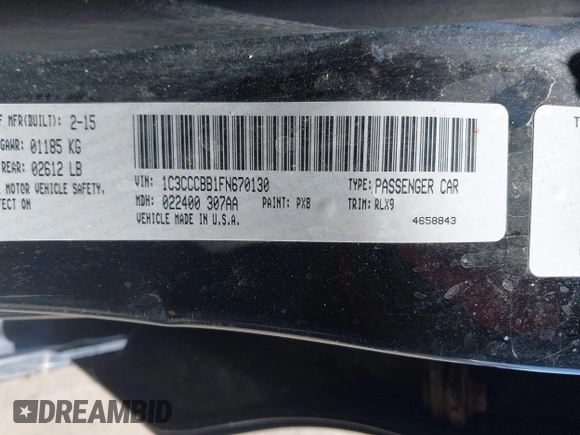 F MFR(BUILT): 2-15
GAWR: 01185 KG
REAR: 02612 LB
MOTOR VEHICLE SAFETY,
FECT ON
VIN: 1C3CCCBB1FN670130
TYPE: PASSENGER CAR
MDH: 022400 307AA
PAINT: PX8
TRIM: RLX9
VEHICLE MADE IN U.S.A.
4658843
T
DREAMBID